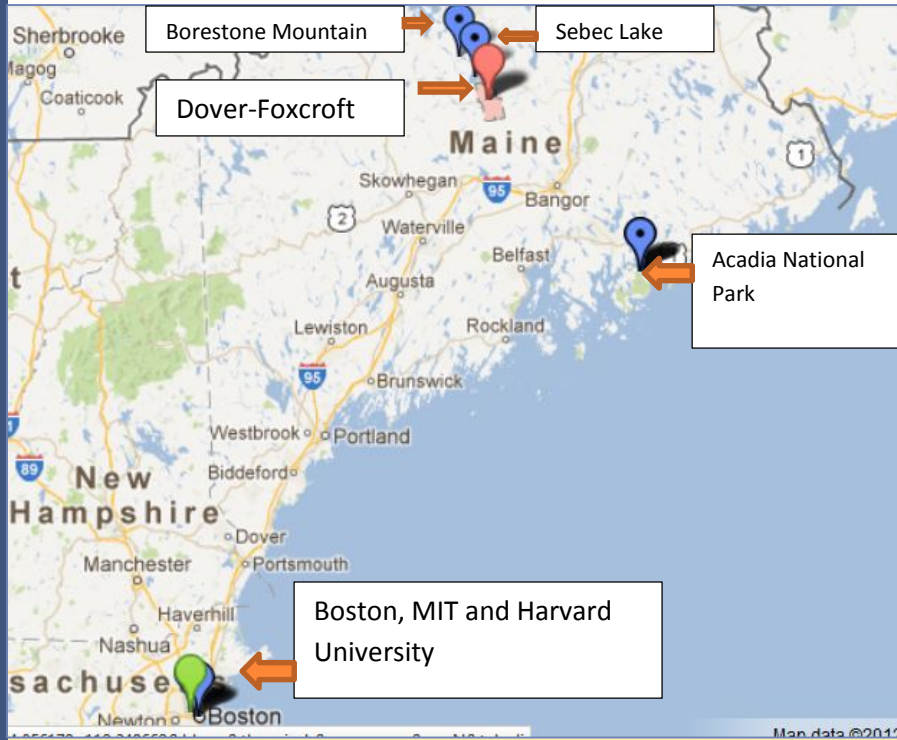 Borestone Mountain
Sebec Lake
Sherbrooke
Magog
Coaticook
Dover-Foxcroft
Maine
1
Skowhegan
95
Bangor
2
Waterville
Belfast
Acadia National
Park
Augusta
Lewiston
Rockland
95
Brunswick
Westbrook
Portland
89
Biddeford
New
Hampshire
Dover
Manchester
Portsmouth
Haverhill
Boston, MIT and Harvard
University
Nashua
sachuse
Newton
Boston
Map data ©2012